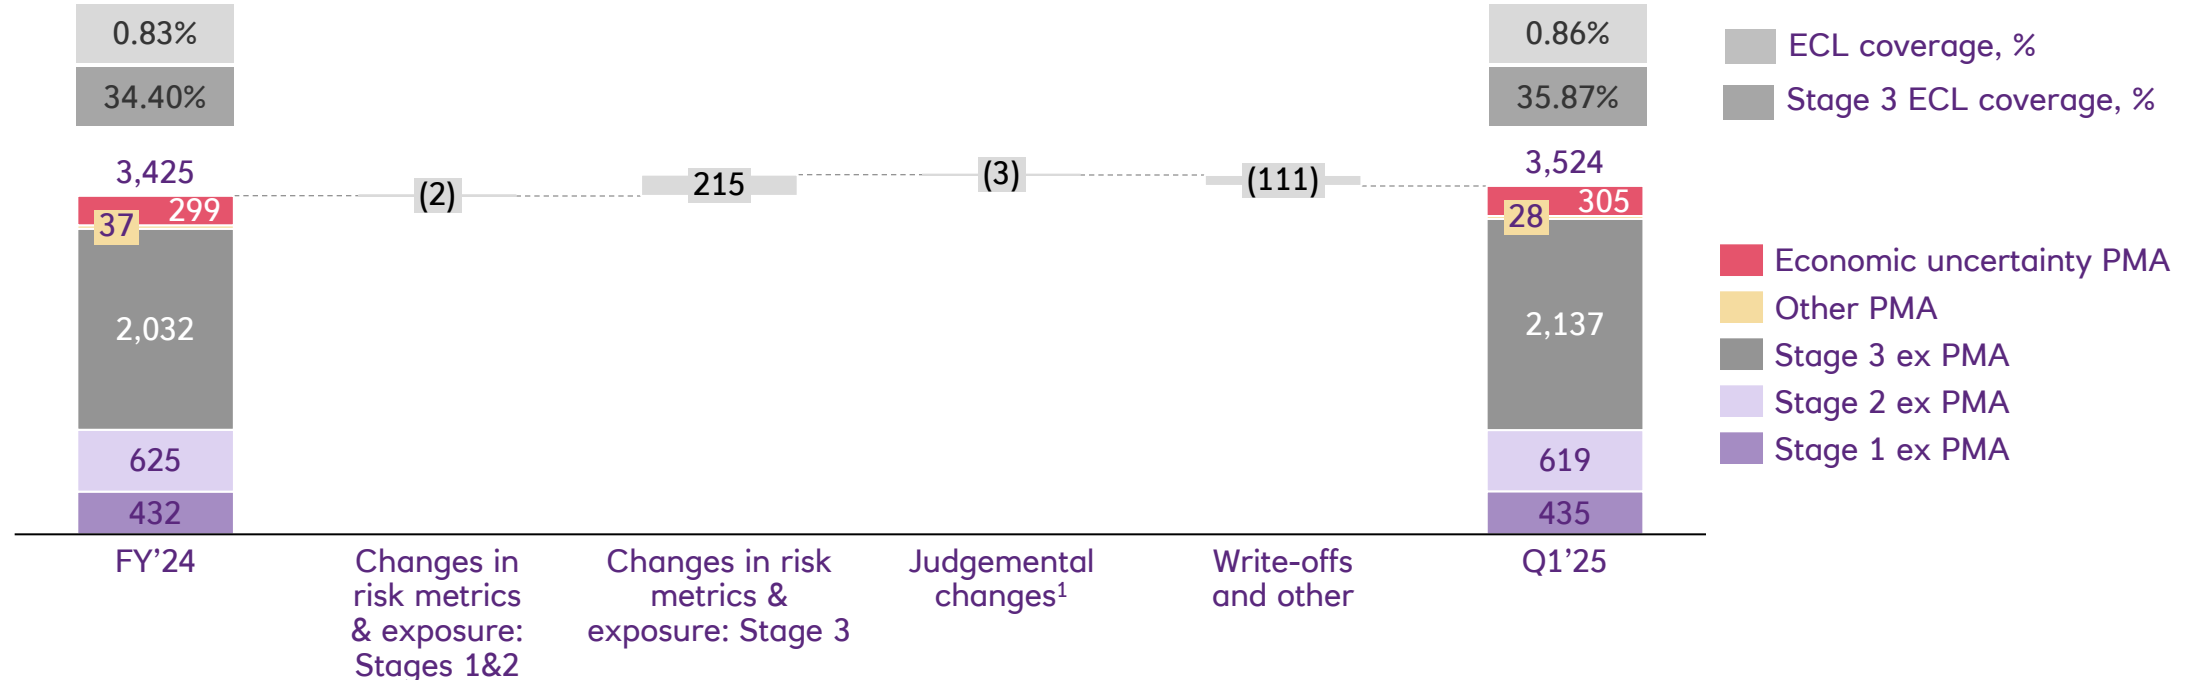 0.83%
34.40%
0.86%
35.87%
ECL coverage, %
Stage 3 ECL coverage, %
3,425
299
37
2,032
625
432
(2)
215
(3)
(111)
3,524
305
28
2,137
619
435
Economic uncertainty PMA
Other PMA
Stage 3 ex PMA
Stage 2 ex PMA
Stage 1 ex PMA
FY’24
Changes in
risk metrics
& exposure:
Stages 1&2
Changes in risk
metrics &
exposure: Stage 3
Judgemental
changes¹
Write-offs
and other
Q1’25